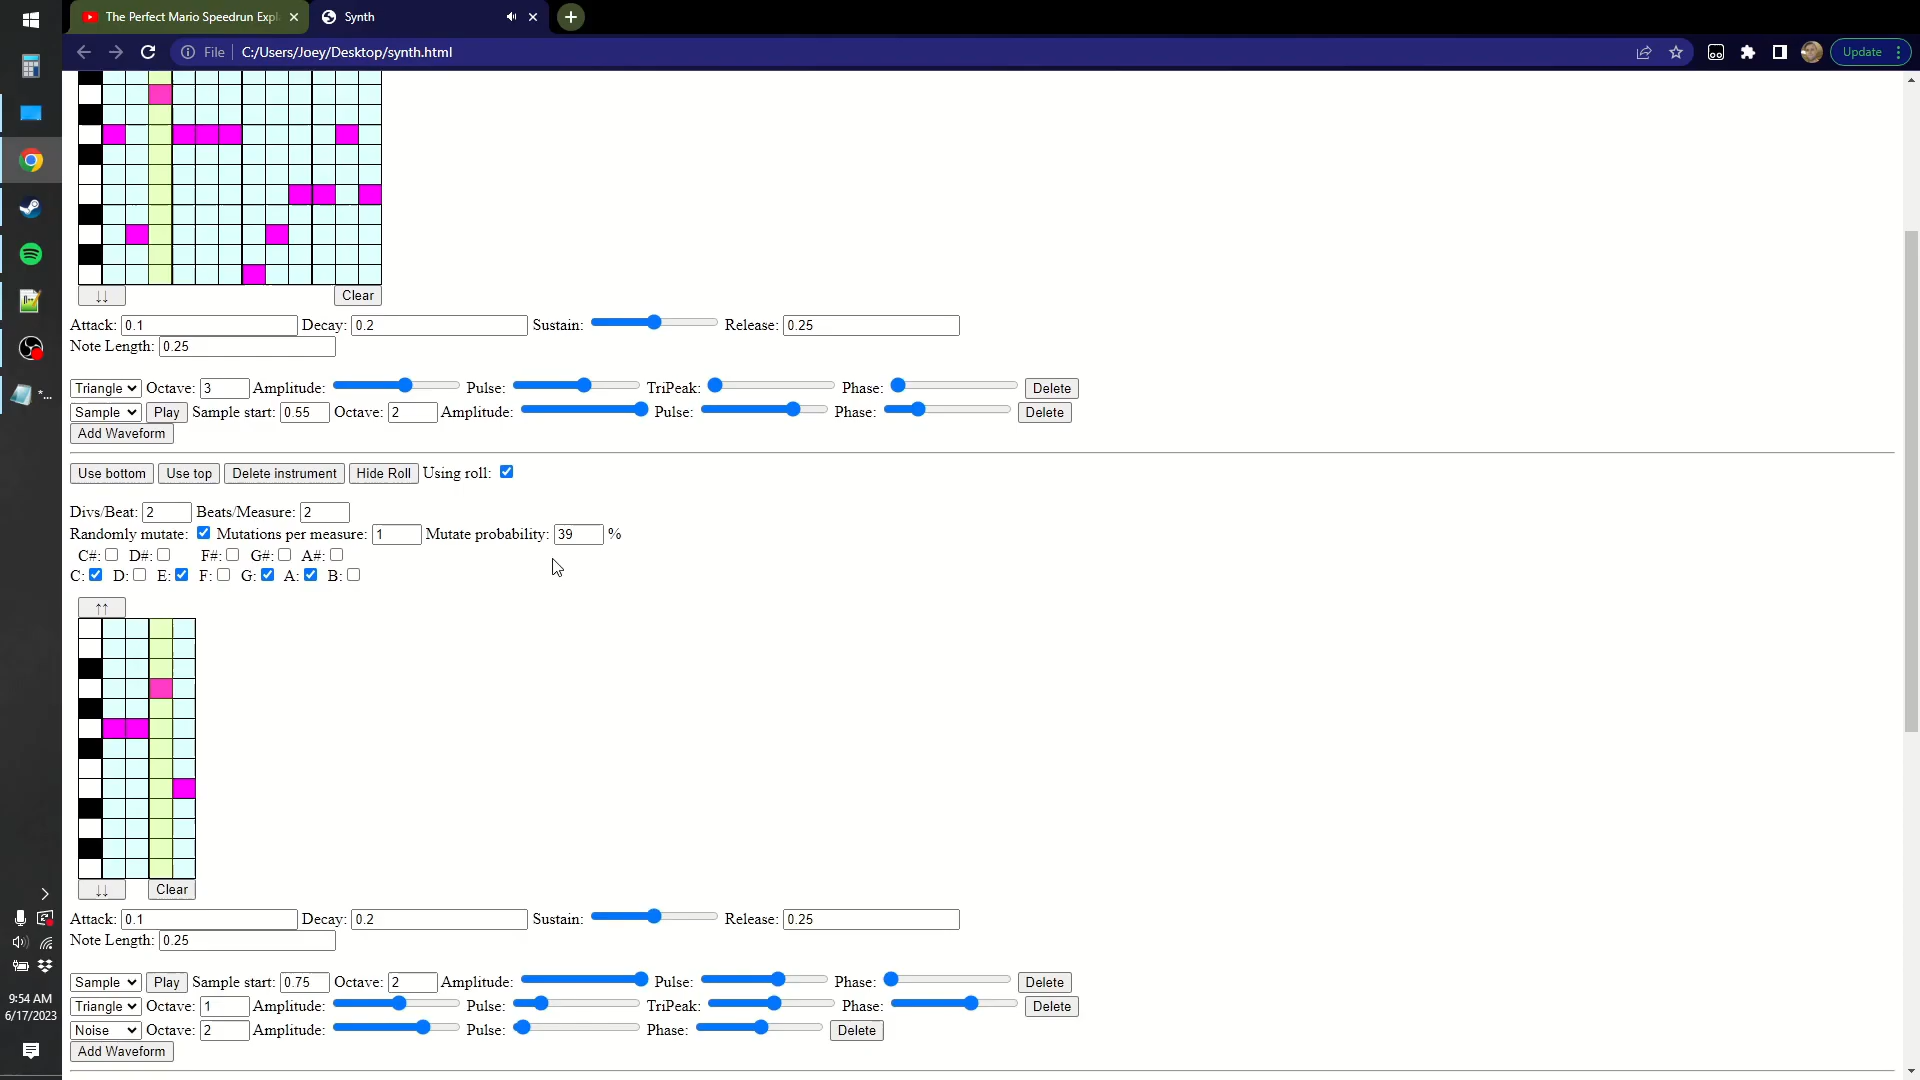 The Perfect Mario Speedrun Expl
Synth
File C:/Users/Joey/Desktop/synth.html
Update
↓↓ Clear
Attack: 0.1 Decay: 0.2 Sustain: Release: 0.25
Note Length: 0.25
Triangle Octave: 3 Amplitude: Pulse: TriPeak: Phase: Delete
Sample Play Sample start: 0.55 Octave: 2 Amplitude: Pulse: Phase: Delete
Add Waveform
Use bottom Use top Delete instrument Hide Roll Using roll:
Divs/Beat: 2 Beats/Measure: 2
Randomly mutate: Mutations per measure: 1 Mutate probability: 39 %
C#: D#: F#: G#: A#:
C: D: E: F: G: A: B:
↑↑
↓↓ Clear
Attack: 0.1 Decay: 0.2 Sustain: Release: 0.25
Note Length: 0.25
Sample Play Sample start: 0.75 Octave: 2 Amplitude: Pulse: Phase: Delete
Triangle Octave: 1 Amplitude: Pulse: TriPeak: Phase: Delete
Noise Octave: 2 Amplitude: Pulse: Phase: Delete
Add Waveform
*...
9:54 AM
6/17/2023